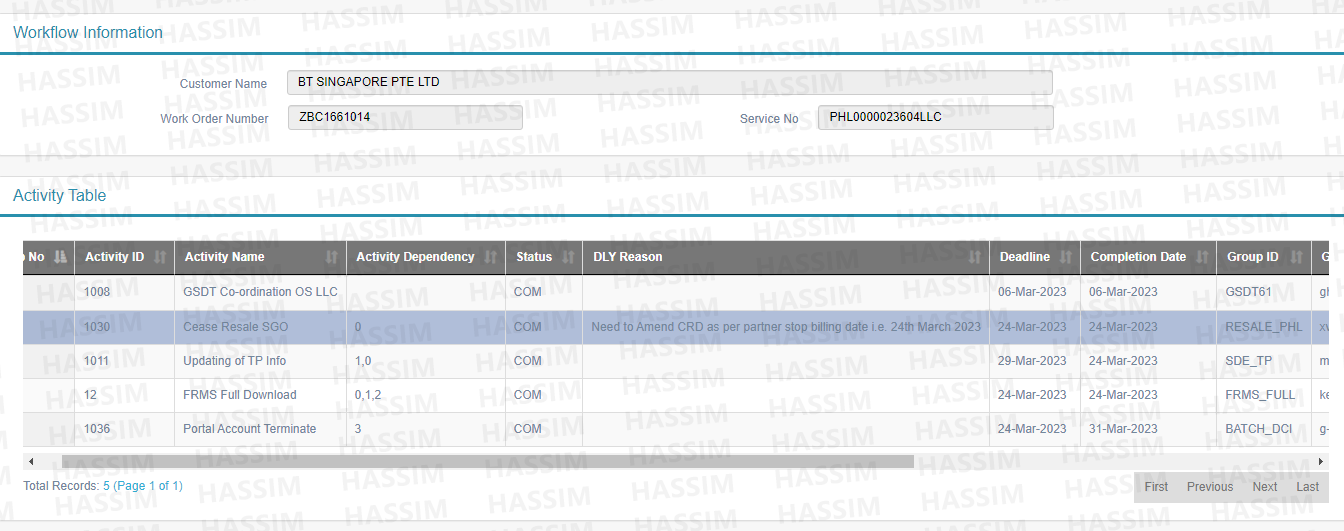 Workflow Information
Customer Name BT SINGAPORE PTE LTD
Work Order Number ZBC1661014 Service No PHL0000023604LLC
Activity Table
No Activity ID Activity Name Activity Dependency Status DLY Reason Deadline Completion Date Group ID G
1008 GSDT Co-ordination OS LLC COM 06-Mar-2023 06-Mar-2023 GSDT61 gh
1030 Cease Resale SGO 0 COM Need to Amend CRD as per partner stop billing date i.e. 24th March 2023 24-Mar-2023 24-Mar-2023 RESALE_PHL xv
1011 Updating of TP Info 1,0 COM 29-Mar-2023 24-Mar-2023 SDE_TP m
12 FRMS Full Download 0,1,2 COM 24-Mar-2023 24-Mar-2023 FRMS_FULL ke
1036 Portal Account Terminate 3 COM 24-Mar-2023 31-Mar-2023 BATCH_DCI g-
Total Records: 5 (Page 1 of 1) First Previous Next Last
HASSIM